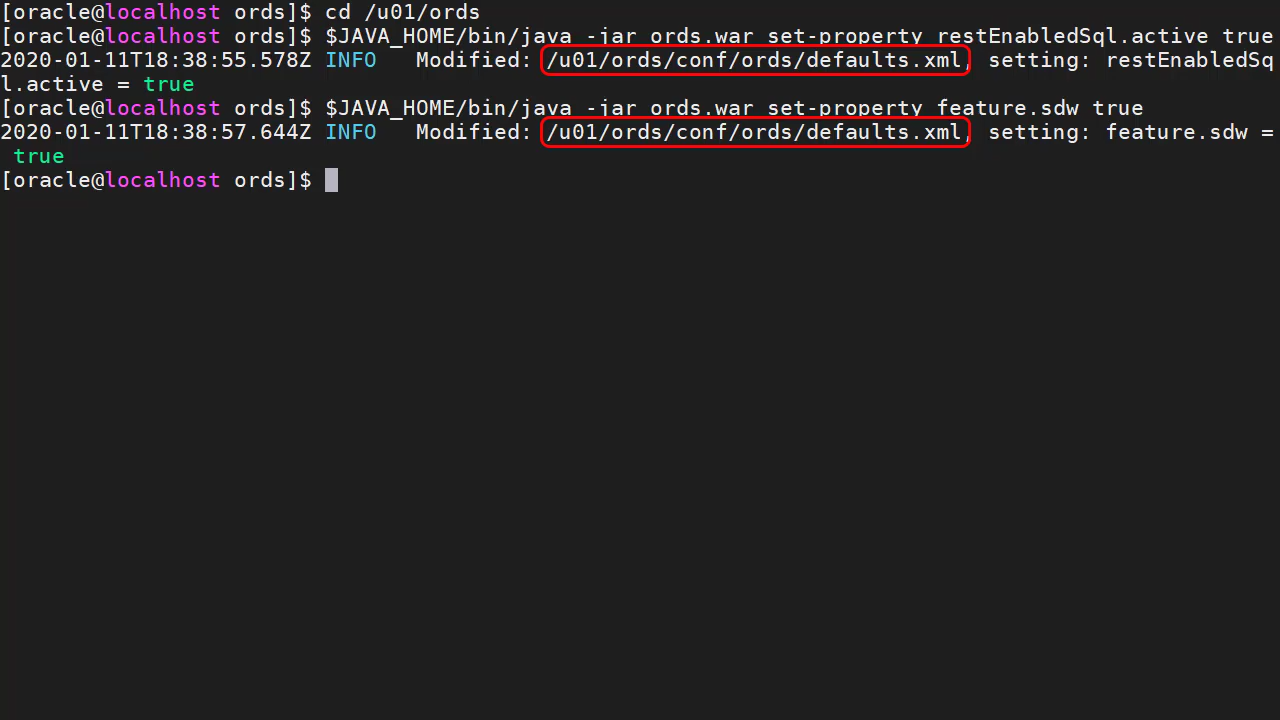 [oracle@localhost ords]$ cd /u01/ords
[oracle@localhost ords]$ $JAVA_HOME/bin/java -jar ords.war set-property restEnabledSql.active true
2020-01-11T18:38:55.578Z INFO   Modified: /u01/ords/conf/ords/defaults.xml, setting: restEnabledSq
l.active = true
[oracle@localhost ords]$ $JAVA_HOME/bin/java -jar ords.war set-property feature.sdw true
2020-01-11T18:38:57.644Z INFO   Modified: /u01/ords/conf/ords/defaults.xml, setting: feature.sdw =
 true
[oracle@localhost ords]$